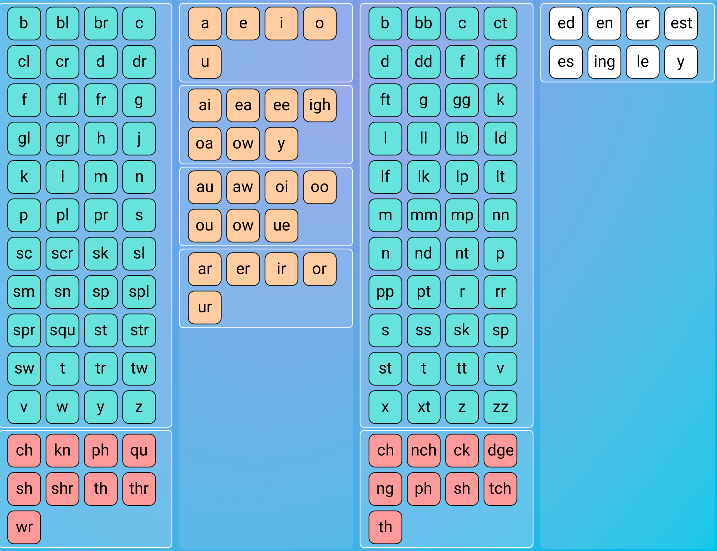 b bl br c
cl cr d dr
f fl fr g
gl gr h j
k l m n
p pl pr s
sc scr sk sl
sm sn sp spl
spr squ st str
sw t tr tw
v w y z
ch kn ph qu
sh shr th thr
wr
a e i o
u
ai ea ee igh
oa ow y
au aw oi oo
ou ow ue
ar er ir or
ur
b bb c ct
d dd f ff
ft g gg k
l ll lb ld
lf lk lp lt
m mm mp nn
n nd nt p
pp pt r rr
s ss sk sp
st t tt v
x xt z zz
ch nch ck dge
ng ph sh tch
th
ed en er est
es ing le y